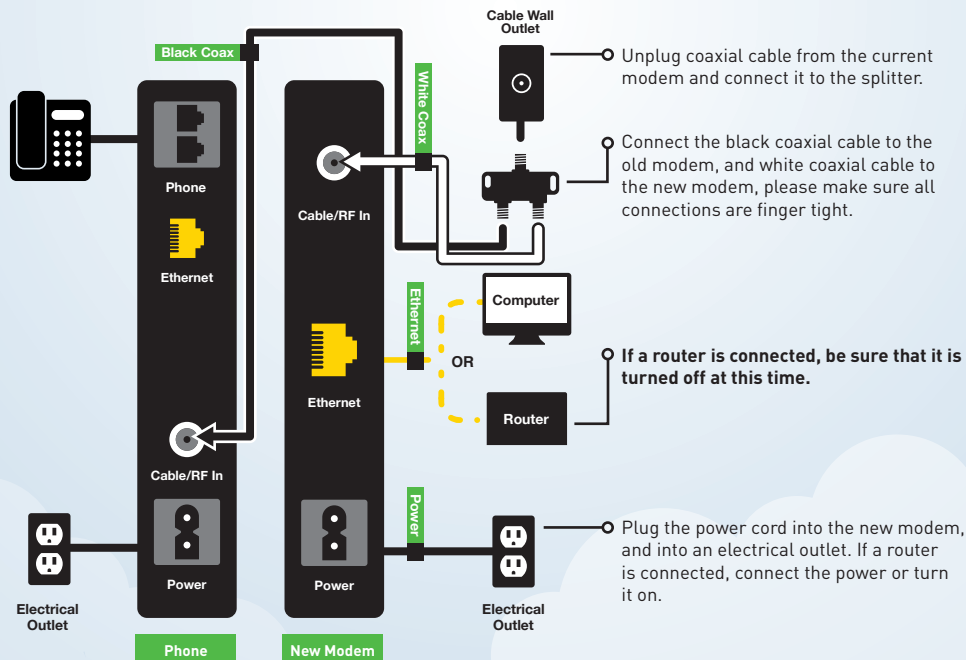 Cable Wall
Outlet
Black Coax
White Coax
Unplug coaxial cable from the current
modem and connect it to the splitter.
Connect the black coaxial cable to the
old modem, and white coaxial cable to
the new modem, please make sure all
connections are finger tight.
Phone
Cable/RF In
Ethernet
Ethernet
Computer
OR
If a router is connected, be sure that it is
turned off at this time.
Ethernet
Router
Cable/RF In
Power
Plug the power cord into the new modem,
and into an electrical outlet. If a router
is connected, connect the power or turn
it on.
Power
Power
Electrical
Outlet
Electrical
Outlet
Phone
New Modem